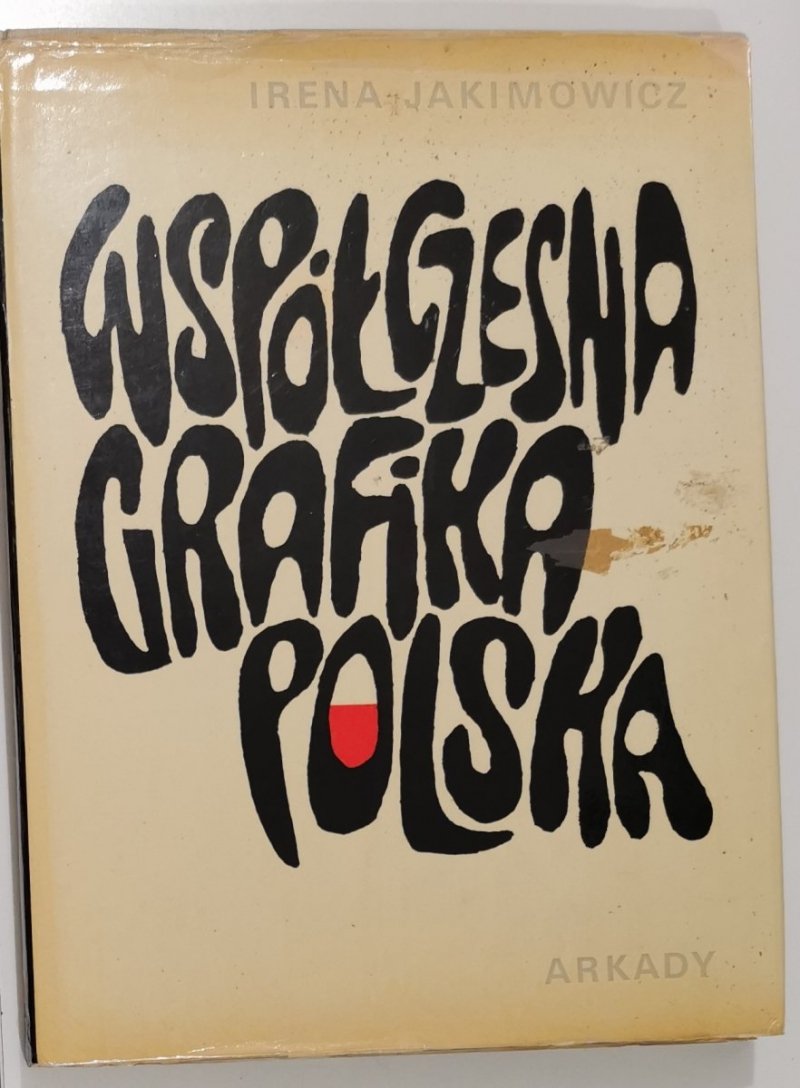 IRENA JAKIMOWICZ
WSPÓŁCZESNA
GRAFIKA
POLSKA
ARKADY